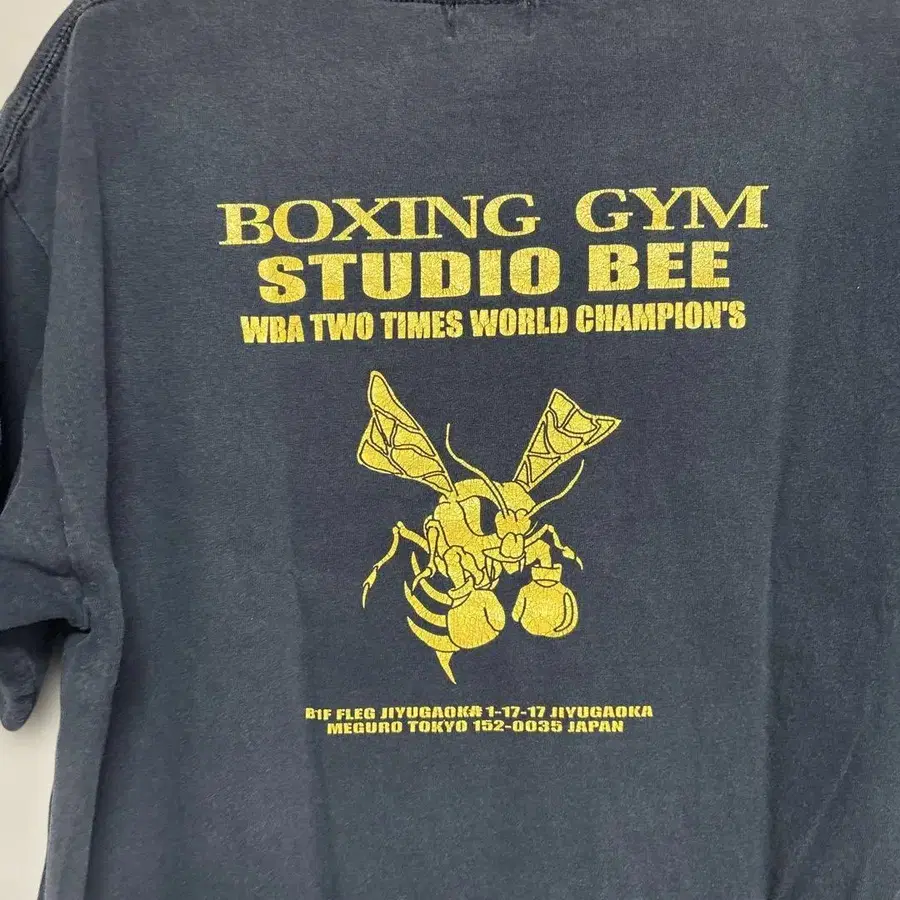 BOXING GYM
STUDIO BEE
WBA TWO TIMES WORLD CHAMPION'S
B1F FLEG JIYUGAOK# 1-17-17 JIYUGAOKA
MEGURO TOKYO 152-0035 JAPAN